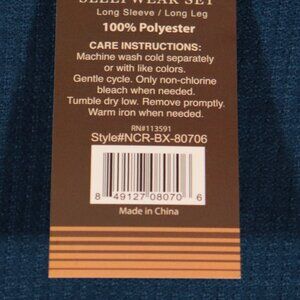 SLEEPWEAR SET
Long Sleeve / Long Leg
100% Polyester
CARE INSTRUCTIONS:
Machine wash cold separately
or with like colors.
Gentle cycle. Only non-chlorine
bleach when needed.
Tumble dry low. Remove promptly.
Warm iron when needed.
RN#113591
Style#NCR-BX-80706
8 49127 08070 6
Made in China